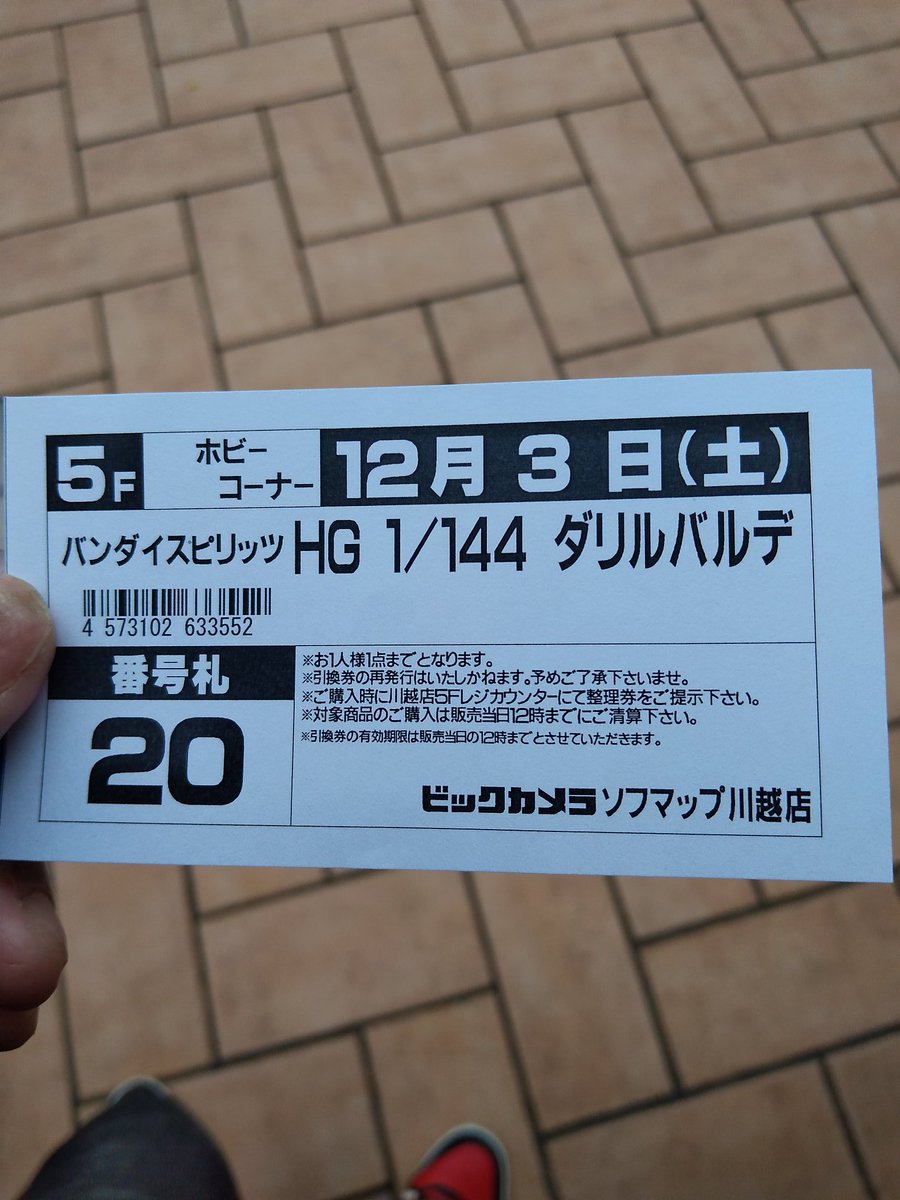 5F
ホビー
コーナー
12月 3 日(土)
バンダイスピリッツ HG 1/144 ダリルバルデ
4 573102 633552
番号札
20
※お1人様1点までとなります。
※引換券の再発行はいたしかねます。予めご了承下さいませ。
※ご購入時に川越店5Fレジカウンターにて整理券をご提示下さい。
※対象商品のご購入は販売当日12時までにご清算下さい。
※引換券の有効期限は販売当日の12時までとさせていただきます。
ビックカメラ ソフマップ川越店